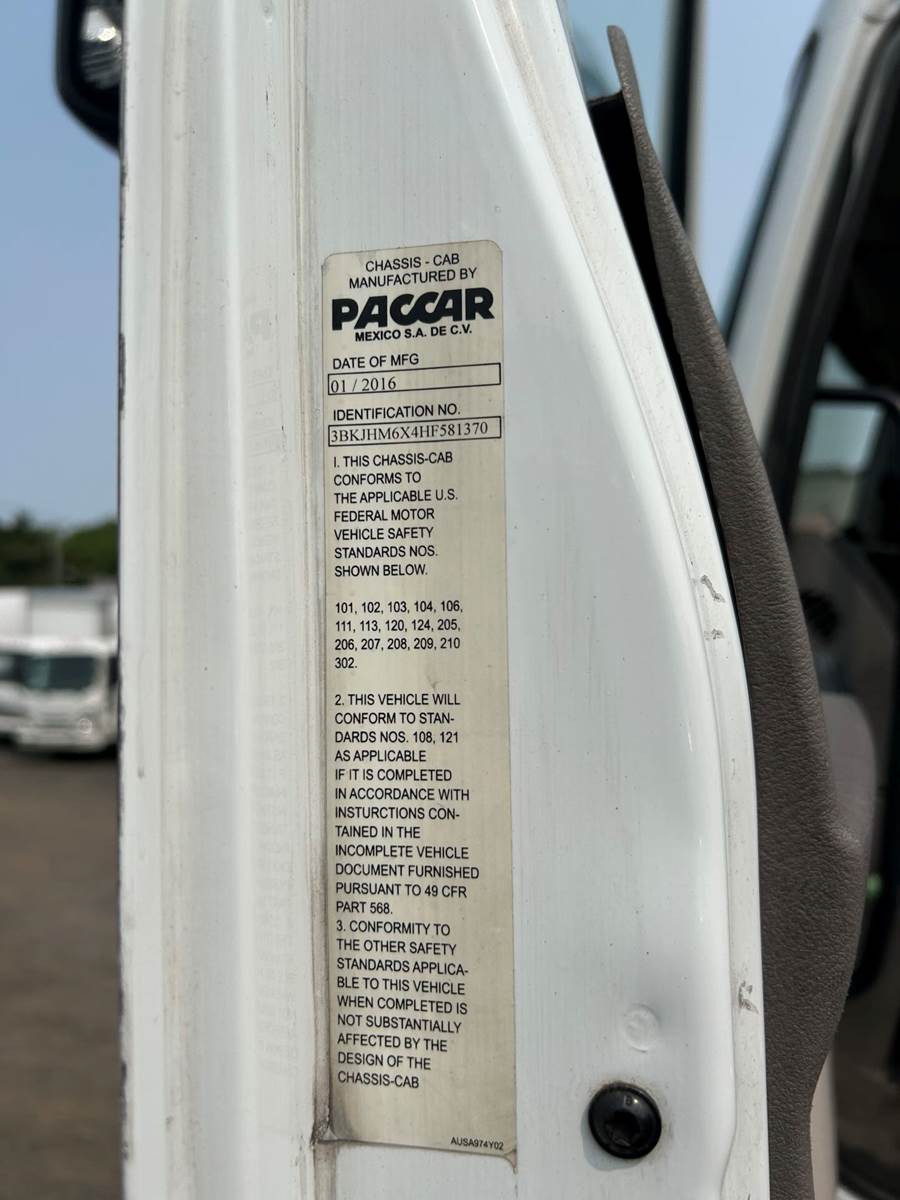 CHASSIS - CAB
MANUFACTURED BY
PACCAR
MEXICO S.A. DE C.V.
DATE OF MFG
01 / 2016
IDENTIFICATION NO.
3BKJHM6X4HF581370
I. THIS CHASSIS-CAB
CONFORMS TO
THE APPLICABLE U.S.
FEDERAL MOTOR
VEHICLE SAFETY
STANDARDS NOS.
SHOWN BELOW.
101, 102, 103, 104, 106,
111, 113, 120, 124, 205,
206, 207, 208, 209, 210
302.
2. THIS VEHICLE WILL
CONFORM TO STAN-
DARDS NOS. 108, 121
AS APPLICABLE
IF IT IS COMPLETED
IN ACCORDANCE WITH
INSTURCTIONS CON-
TAINED IN THE
INCOMPLETE VEHICLE
DOCUMENT FURNISHED
PURSUANT TO 49 CFR
PART 568.
3. CONFORMITY TO
THE OTHER SAFETY
STANDARDS APPLICA-
BLE TO THIS VEHICLE
WHEN COMPLETED IS
NOT SUBSTANTIALLY
AFFECTED BY THE
DESIGN OF THE
CHASSIS-CAB
AUSA974Y02